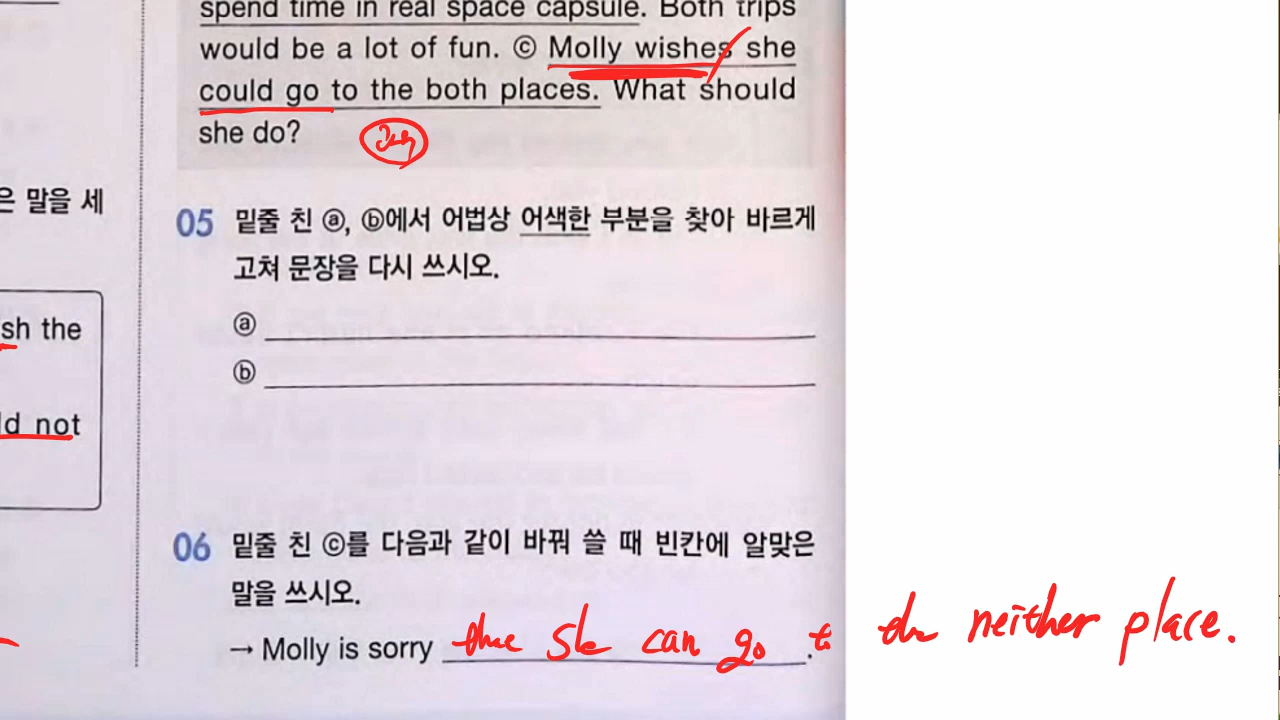 spend time in real space capsule. Both trips
would be a lot of fun. ⓒ Molly wishes she
could go to the both places. What should
she do?
은 말을 세
sh the
ld not
05 밑줄 친 ⓐ, ⓑ에서 어법상 어색한 부분을 찾아 바르게
고쳐 문장을 다시 쓰시오.
ⓐ
ⓑ
06 밑줄 친 ⓒ를 다음과 같이 바꿔 쓸 때 빈칸에 알맞은
말을 쓰시오.
→ Molly is sorry she can go to the neither place.